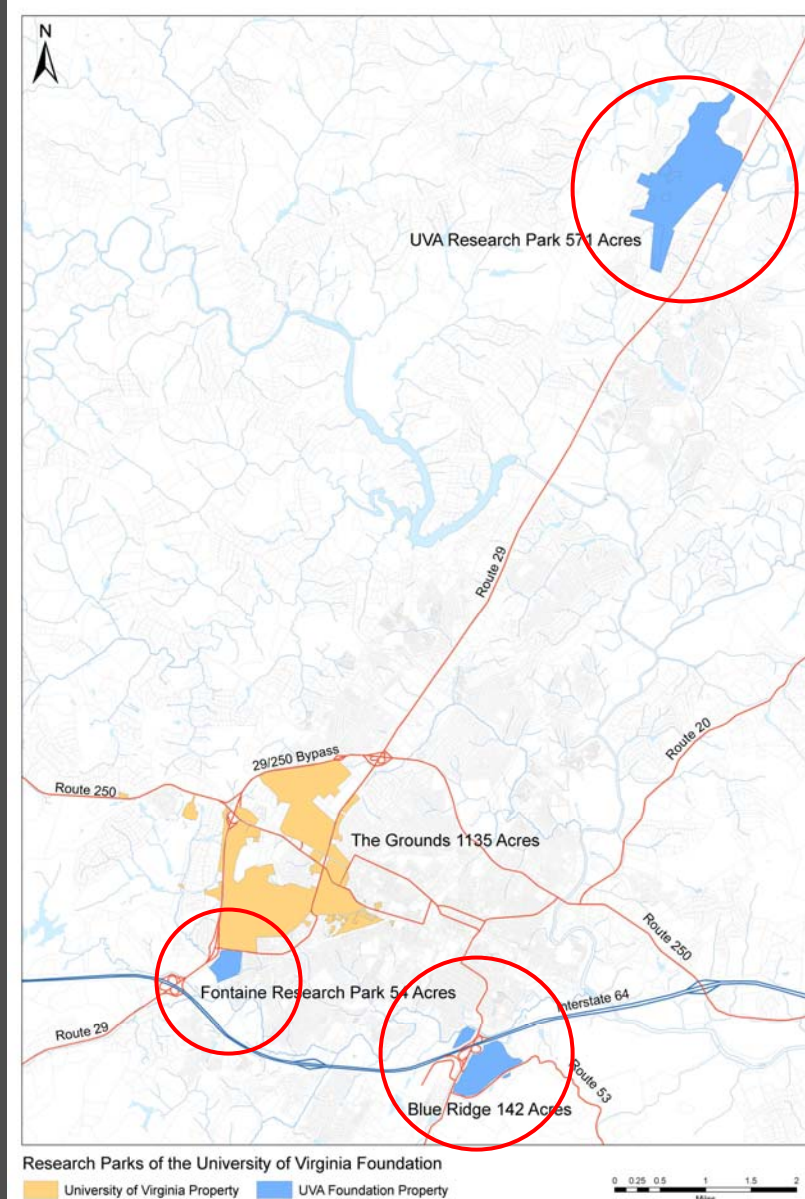 N
UVA Research Park 571 Acres
Route 29
Route 20
29/250 Bypass
Route 250
The Grounds 1135 Acres
Route 250
Fontaine Research Park 54 Acres
Interstate 64
Route 29
Route 53
Blue Ridge 142 Acres
Research Parks of the University of Virginia Foundation
University of Virginia Property UVA Foundation Property
0 0.25 0.5 1 1.5 2
Miles